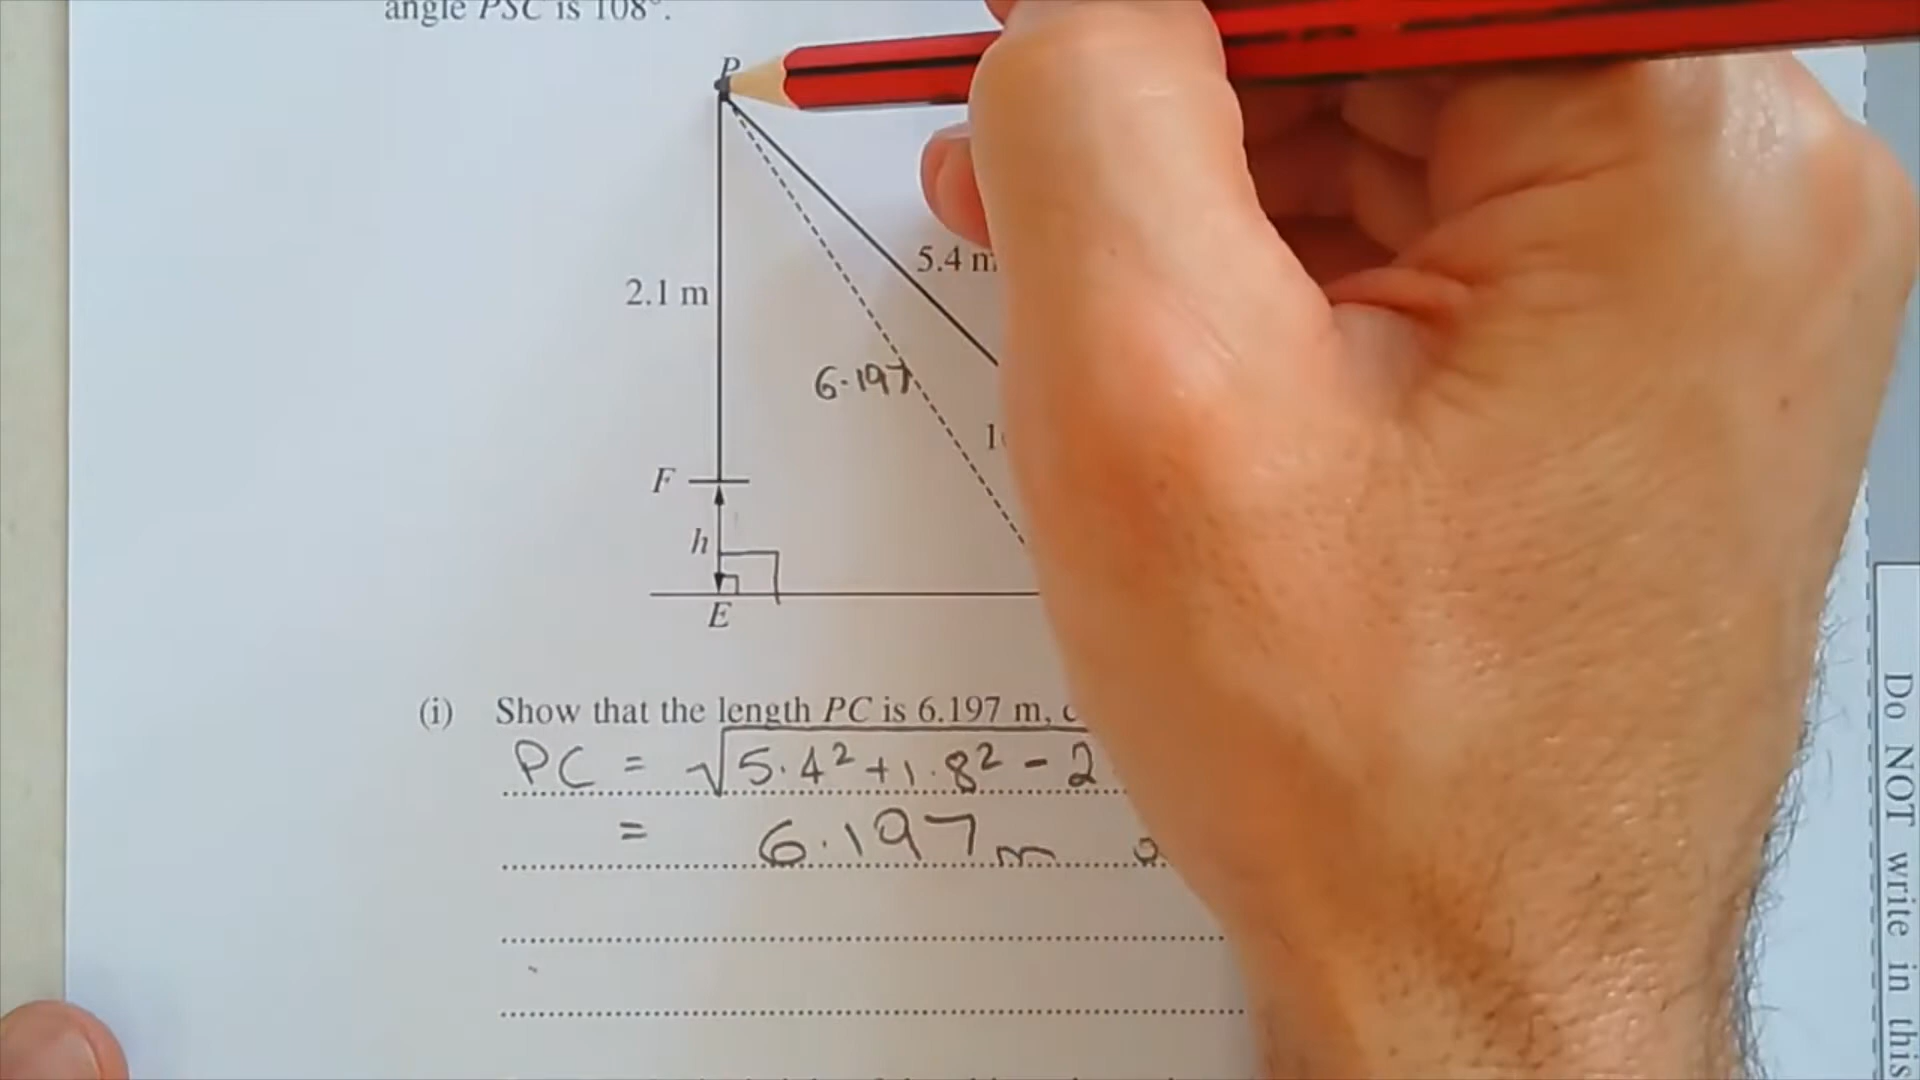 angle PSC is 108°.
P
5.4 m
2.1 m
6.197
F
h
E
(i) Show that the length PC is 6.197 m,
PC = √5.4²+1.8² - 2
= 6.197m
Do NOT write in this